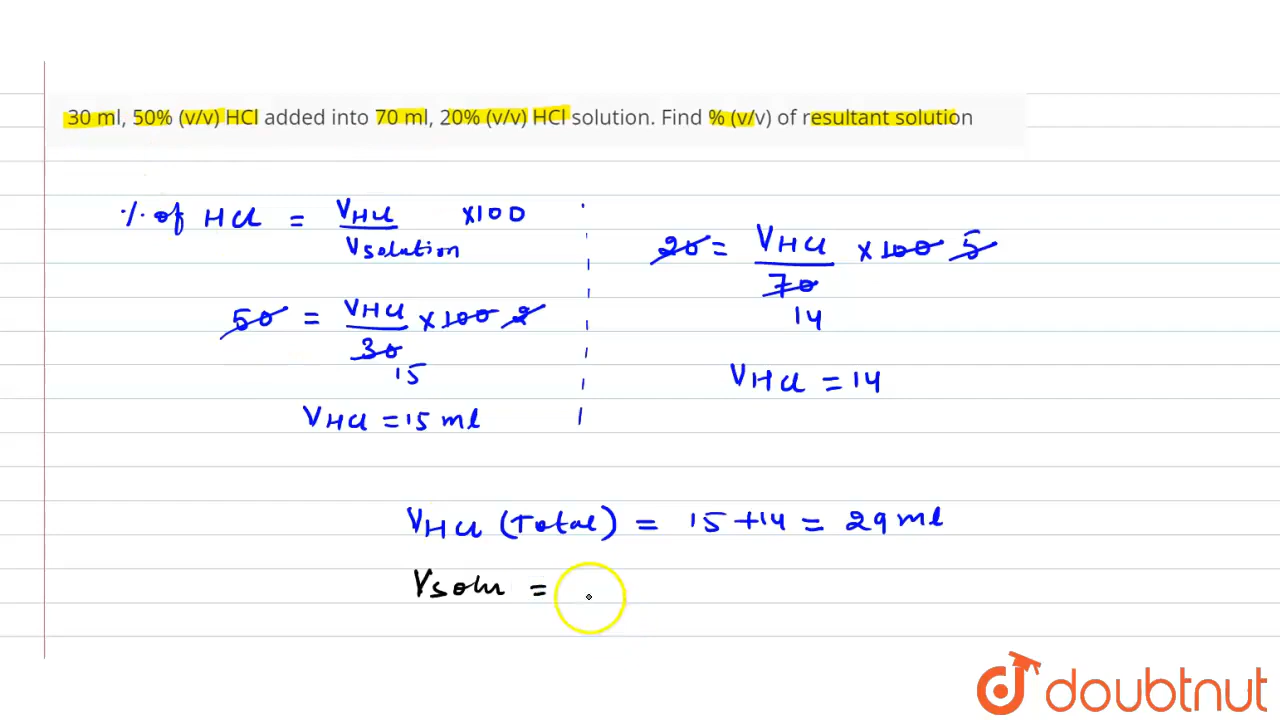 30 ml, 50% (v/v) HCl added into 70 ml, 20% (v/v) HCl solution. Find % (v/v) of resultant solution
% of HCl = VHCl / Vsolution ×100
50 = VHCl / 30 ×100 2
15
VHCl = 15 ml
20 = VHCl / 70 ×100 5
14
VHCl = 14
VHCl (Total) = 15 + 14 = 29 ml
Vsoln =
doubtnut